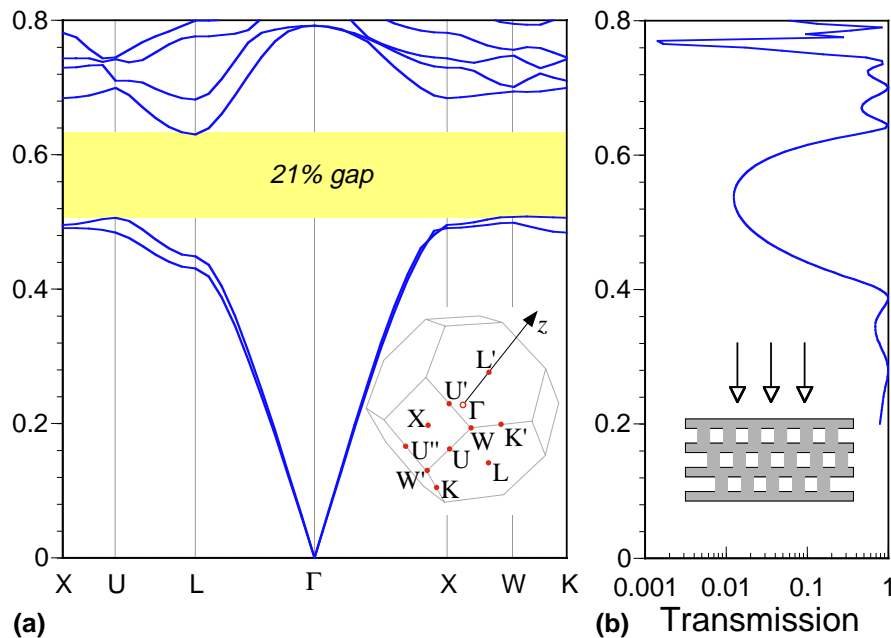 0.8
0.6
0.4
0.2
0
21% gap
z
L'
U'
Γ
X
W
K'
U"
U
L
W'
K
X
U
L
Γ
X
W
K
(a)
0.8
0.6
0.4
0.2
0
0.001
0.01
0.1
1
(b)
Transmission